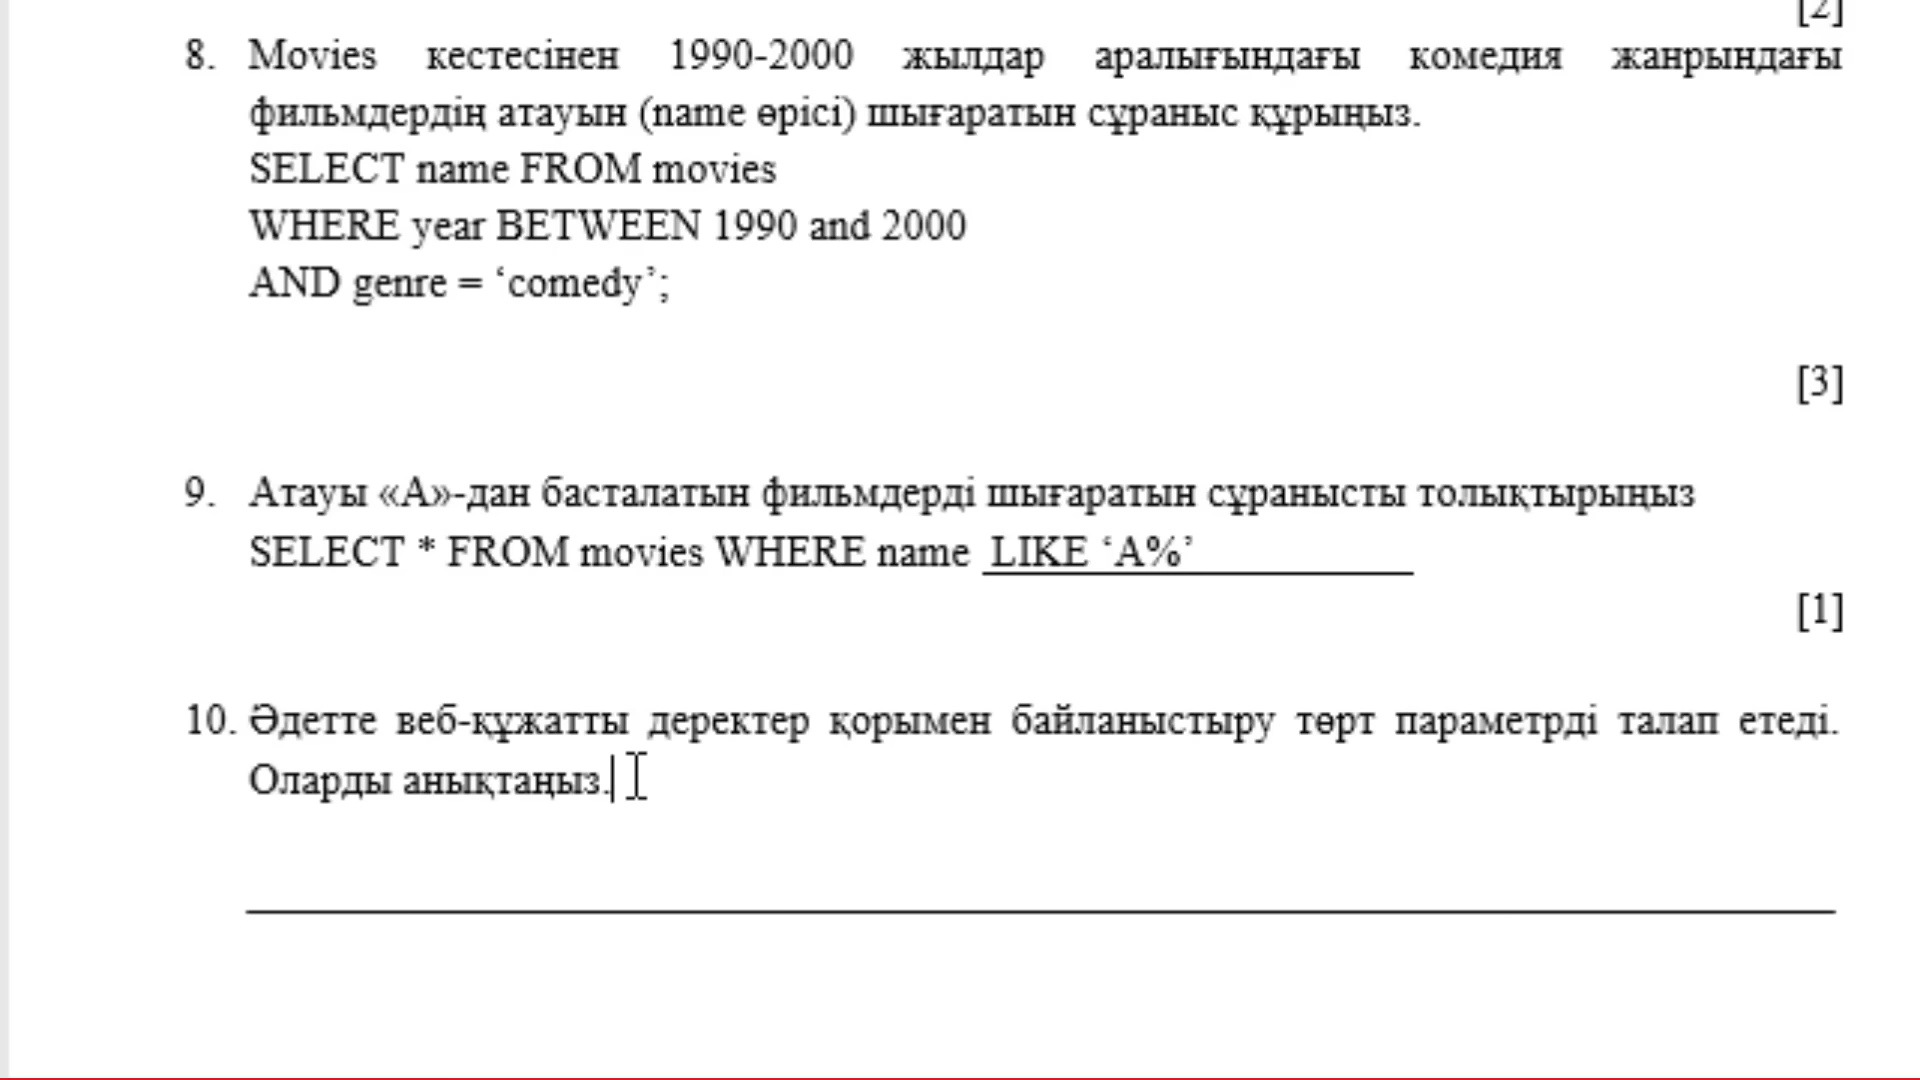 [2]
8. Movies кестесінен 1990-2000 жылдар аралығындағы комедия жанрындағы
фильмдердің атауын (name өрісі) шығаратын сұраныс құрыңыз.
SELECT name FROM movies
WHERE year BETWEEN 1990 and 2000
AND genre = ‘comedy’;
[3]
9. Атауы «А»-дан басталатын фильмдерді шығаратын сұранысты толықтырыңыз
SELECT * FROM movies WHERE name LIKE ‘A%’
[1]
10. Әдетте веб-құжатты деректер қорымен байланыстыру төрт параметрді талап етеді.
Оларды анықтаңыз.